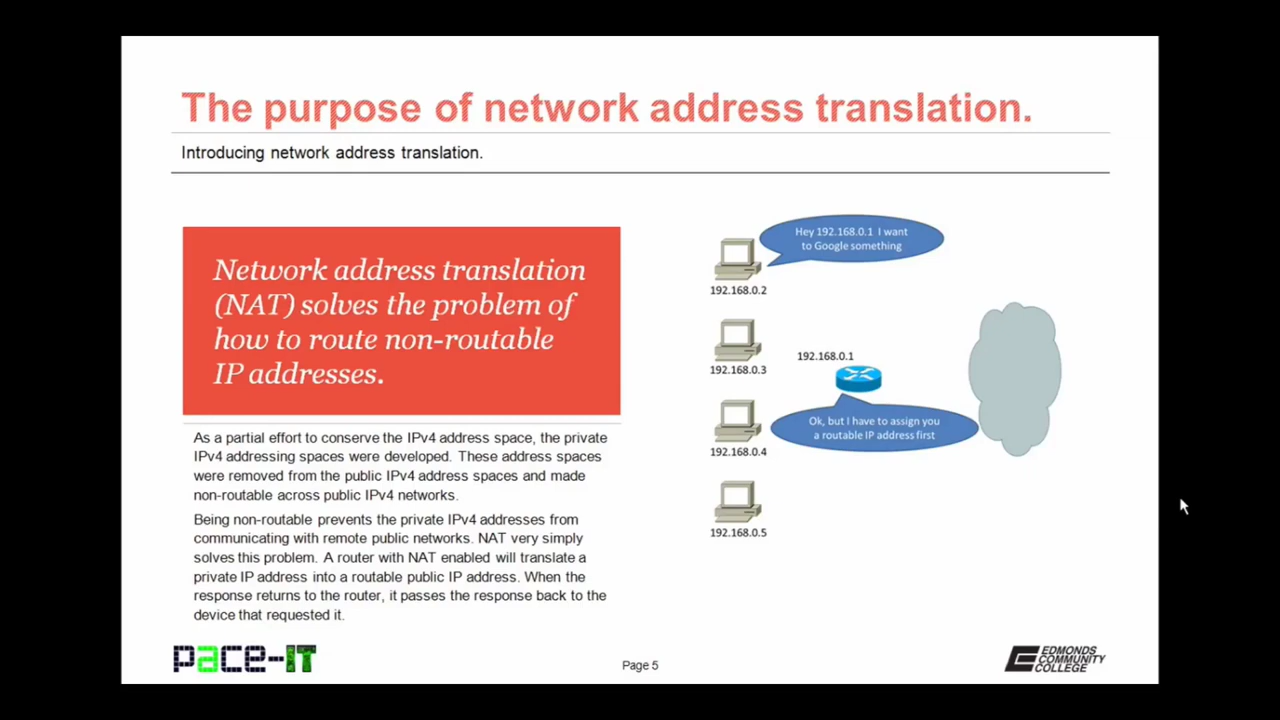 The purpose of network address translation.
Introducing network address translation.
Network address translation
(NAT) solves the problem of
how to route non-routable
IP addresses.
As a partial effort to conserve the IPv4 address space, the private
IPv4 addressing spaces were developed. These address spaces
were removed from the public IPv4 address spaces and made
non-routable across public IPv4 networks.
Being non-routable prevents the private IPv4 addresses from
communicating with remote public networks. NAT very simply
solves this problem. A router with NAT enabled will translate a
private IP address into a routable public IP address. When the
response returns to the router, it passes the response back to the
device that requested it.
Hey 192.168.0.1 I want
to Google something
192.168.0.2
192.168.0.3
192.168.0.1
Ok, but I have to assign you
a routable IP address first
192.168.0.4
192.168.0.5
pace-IT
Page 5
EDMONDS
COMMUNITY
COLLEGE